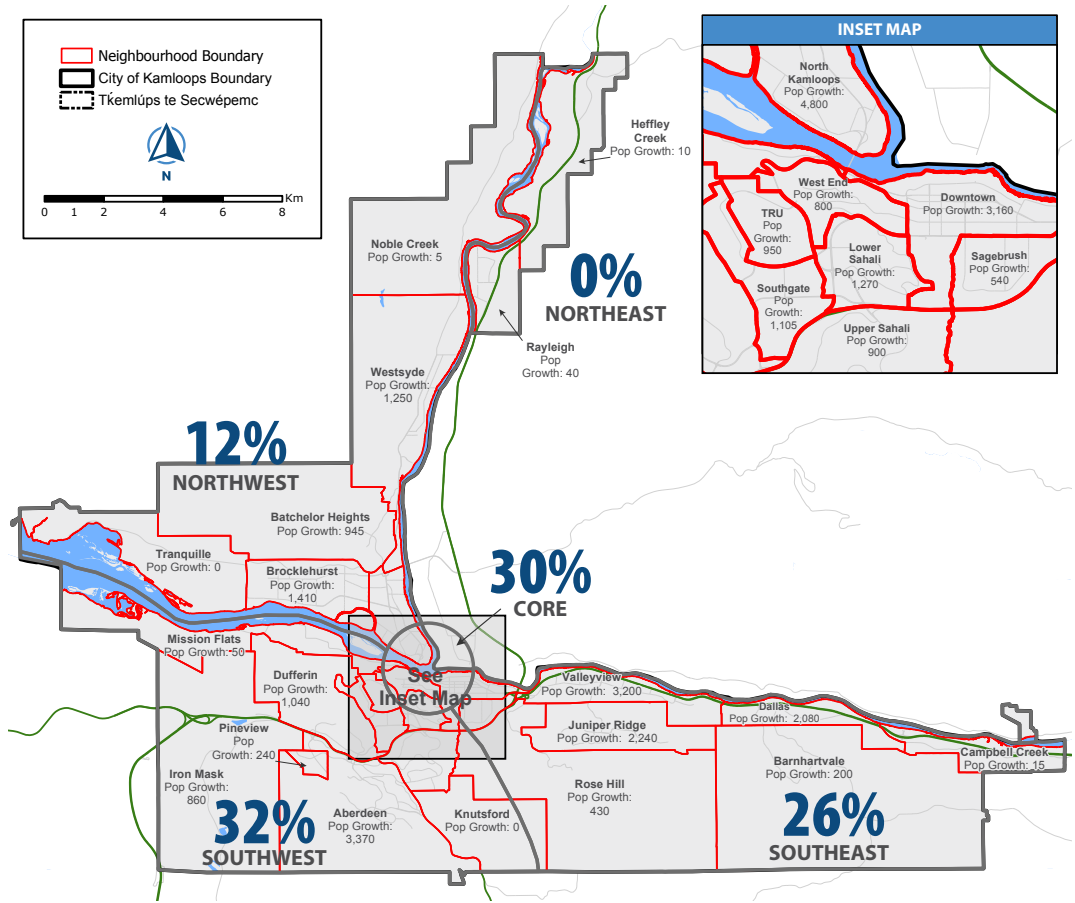 Neighbourhood Boundary
City of Kamloops Boundary
Tk̓emlúps te Secwépemc
N
0 1 2 4 6 8 Km
INSET MAP
North
Kamloops
Pop Growth:
4,800
West End
Pop Growth:
800
Downtown
Pop Growth: 3,160
TRU
Pop
Growth:
950
Lower
Sahali
Pop Growth:
1,270
Sagebrush
Pop Growth:
540
Southgate
Pop
Growth:
1,105
Upper Sahali
Pop Growth:
900
Heffley
Creek
Pop Growth: 10
Noble Creek
Pop Growth: 5
0%
NORTHEAST
Rayleigh
Pop
Growth: 40
Westsyde
Pop Growth:
1,250
12%
NORTHWEST
Batchelor Heights
Pop Growth: 945
Tranquille
Pop Growth: 0
Brocklehurst
Pop Growth:
1,410
30%
CORE
Mission Flats
Pop Growth: 50
Dufferin
Pop Growth:
1,040
See
Inset Map
Valleyview
Pop Growth: 3,200
Dallas
Pop Growth: 2,080
Juniper Ridge
Pop Growth: 2,240
Pineview
Pop
Growth: 240
Campbell Creek
Pop Growth: 15
Barnhartvale
Pop Growth: 200
Iron Mask
Pop Growth:
860
Rose Hill
Pop Growth:
430
Aberdeen
Pop Growth:
3,370
Knutsford
Pop Growth: 0
32%
SOUTHWEST
26%
SOUTHEAST